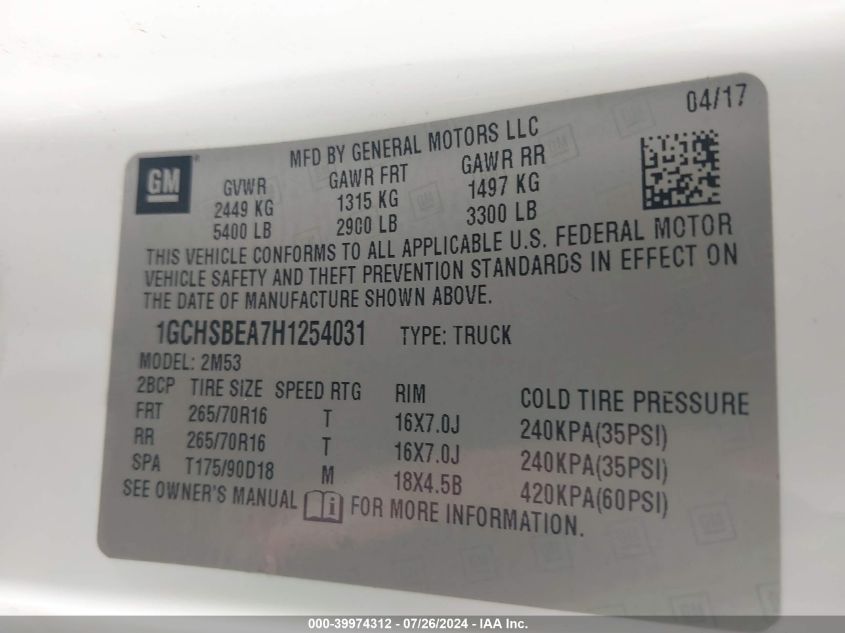 04/17
GM
MFD BY GENERAL MOTORS LLC
GVWR GAWR FRT GAWR RR
2449 KG 1315 KG 1497 KG
5400 LB 2900 LB 3300 LB
THIS VEHICLE CONFORMS TO ALL APPLICABLE U.S. FEDERAL MOTOR
VEHICLE SAFETY AND THEFT PREVENTION STANDARDS IN EFFECT ON
THE DATE OF MANUFACTURE SHOWN ABOVE.
1GCHSBEA7H1254031 TYPE: TRUCK
MODEL: 2M53
2BCP TIRE SIZE SPEED RTG RIM COLD TIRE PRESSURE
FRT 265/70R16 T 16X7.0J 240KPA(35PSI)
RR 265/70R16 T 16X7.0J 240KPA(35PSI)
SPA T175/90D18 M 18X4.5B 420KPA(60PSI)
SEE OWNER'S MANUAL FOR MORE INFORMATION.
000-39974312 / 07/26/2024 - IAA Inc.